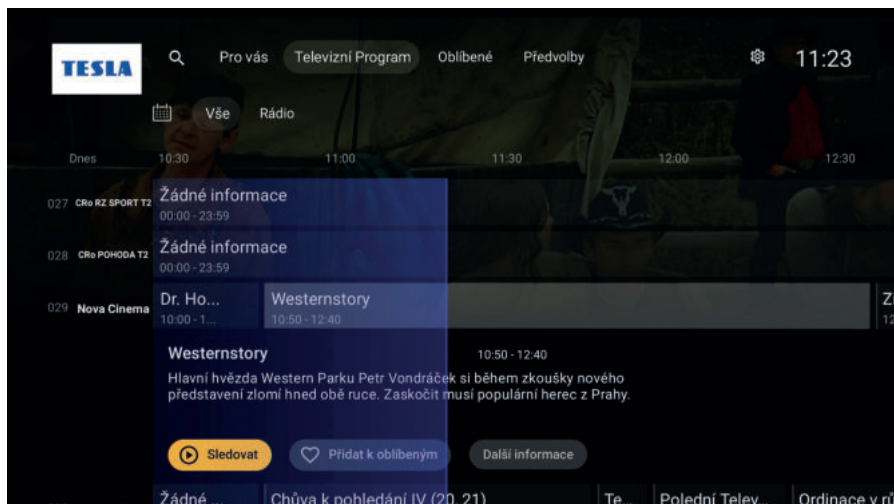 TESLA
Pro vás Televizní Program Oblíbené Předvolby 11:23
Vše Rádio
Dnes 10:30 11:00 11:30 12:00 12:30
027 CRo RZ SPORT T2 Žádné informace
00:00 - 23:59
028 CRo POHODA T2 Žádné informace
00:00 - 23:59
029 Nova Cinema Dr. Ho... Westernstory
10:00 - 1... 10:50 - 12:40 12
Westernstory 10:50 - 12:40
Hlavní hvězda Western Parku Petr Vondráček si během zkoušky nového
představení zlomí hned obě ruce. Zaskočit musí populární herec z Prahy.
Sledovat Přidat k oblíbeným Další informace
Žádné ... Chůva k pohledání IV (20, 21) Te... Polední Telev... Ordinace v